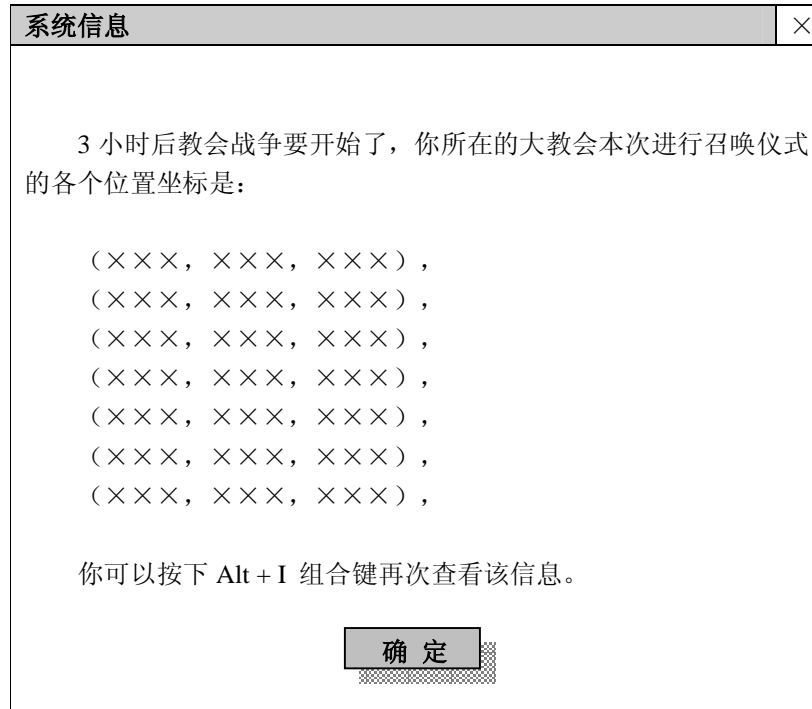 系统信息 ×
3 小时后教会战争要开始了，你所在的大教会本次进行召唤仪式
的各个位置坐标是：
（×××，×××，×××），
（×××，×××，×××），
（×××，×××，×××），
（×××，×××，×××），
（×××，×××，×××），
（×××，×××，×××），
（×××，×××，×××），
你可以按下 Alt + I 组合键再次查看该信息。
确 定